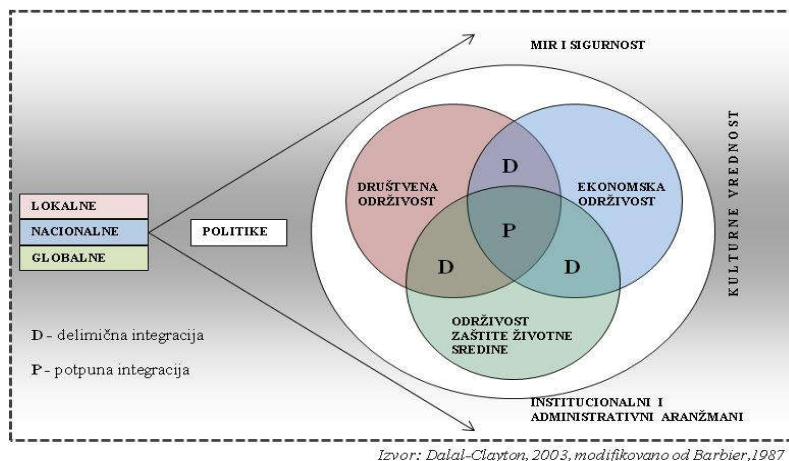 MIR I SIGURNOST
KULTURNE VREDNOST
DRUŠTVENA
ODRŽIVOST
D
EKONOMSKA
ODRŽIVOST
LOKALNE
NACIONALNE
GLOBALNE
POLITIKE
P
D
D
ODRŽIVOST
ZAŠTITE ŽIVOTNE
SREDINE
D - delimična integracija
P - potpuna integracija
INSTITUCIONALNI I
ADMINISTRATIVNI ARANŽMANI
Izvor: Dalal-Clayton, 2003, modifikovano od Barbier,1987